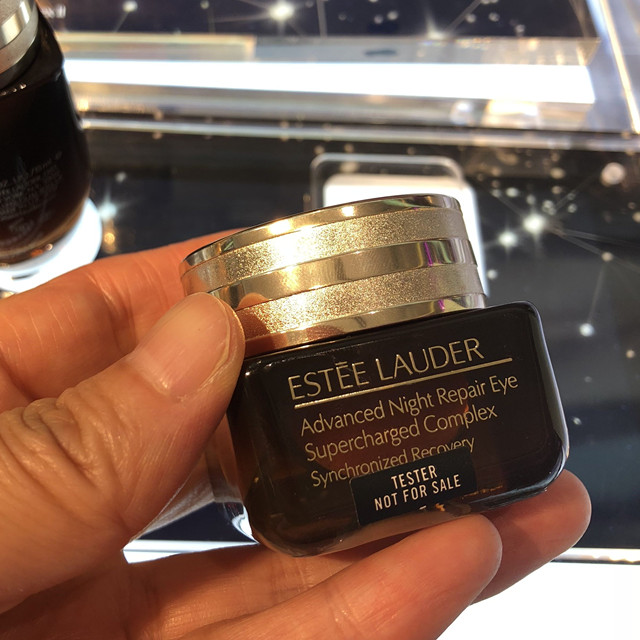 ESTĒE LAUDER
Advanced Night Repair Eye
Supercharged Complex
Synchronized Recovery
TESTER
NOT FOR SALE